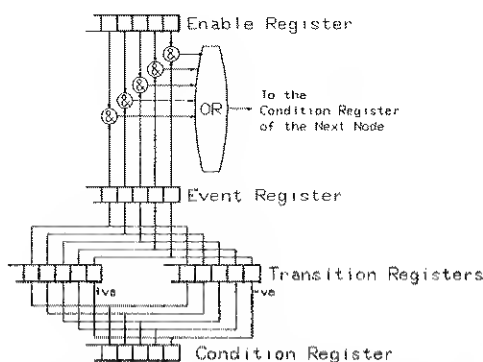 Enable Register
&
&
&
&
&
OR
To the
Condition Register
of the Next Node
Event Register
Transition Registers
+ve
-ve
Condition Register